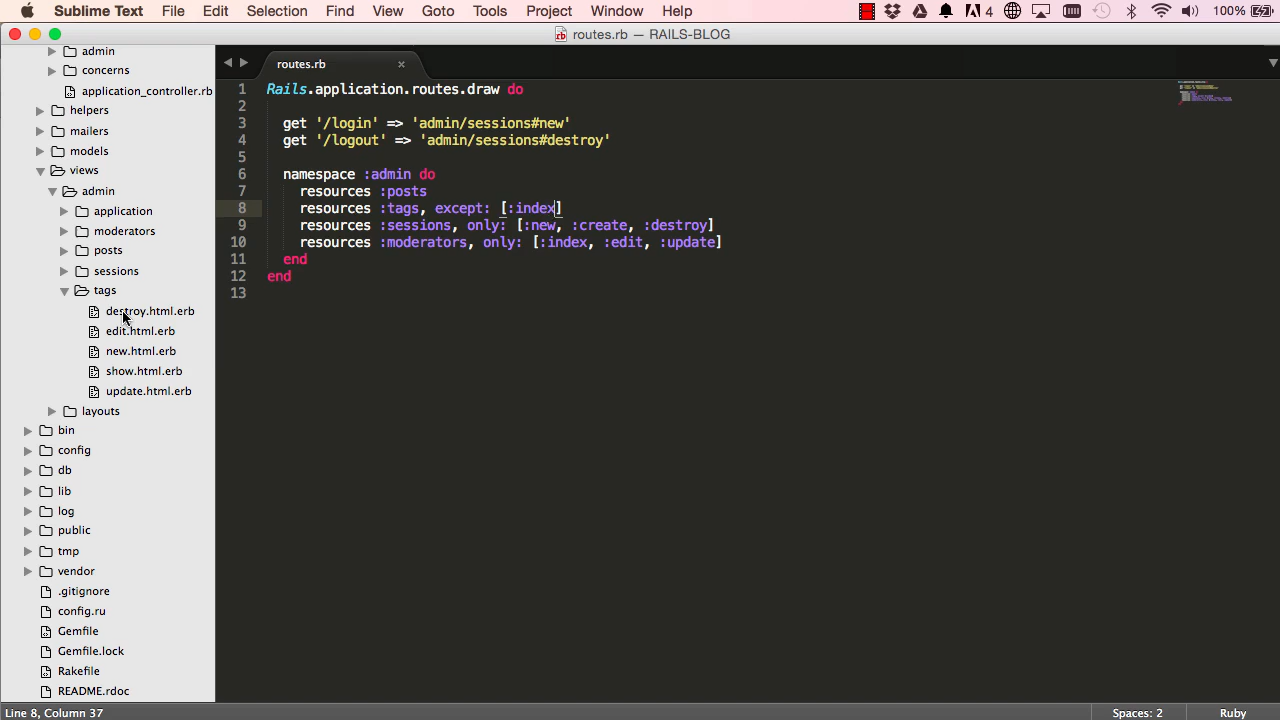 Sublime Text File Edit Selection Find View Goto Tools Project Window Help 4 100%
routes.rb — RAILS-BLOG
admin
concerns
application_controller.rb
helpers
mailers
models
views
admin
application
moderators
posts
sessions
tags
destroy.html.erb
edit.html.erb
new.html.erb
show.html.erb
update.html.erb
layouts
bin
config
db
lib
log
public
tmp
vendor
.gitignore
config.ru
Gemfile
Gemfile.lock
Rakefile
README.rdoc
routes.rb ×
1 Rails.application.routes.draw do
2
3 get '/login' => 'admin/sessions#new'
4 get '/logout' => 'admin/sessions#destroy'
5
6 namespace :admin do
7 resources :posts
8 resources :tags, except: [:index]
9 resources :sessions, only: [:new, :create, :destroy]
10 resources :moderators, only: [:index, :edit, :update]
11 end
12 end
13
Line 8, Column 37 Spaces: 2 Ruby